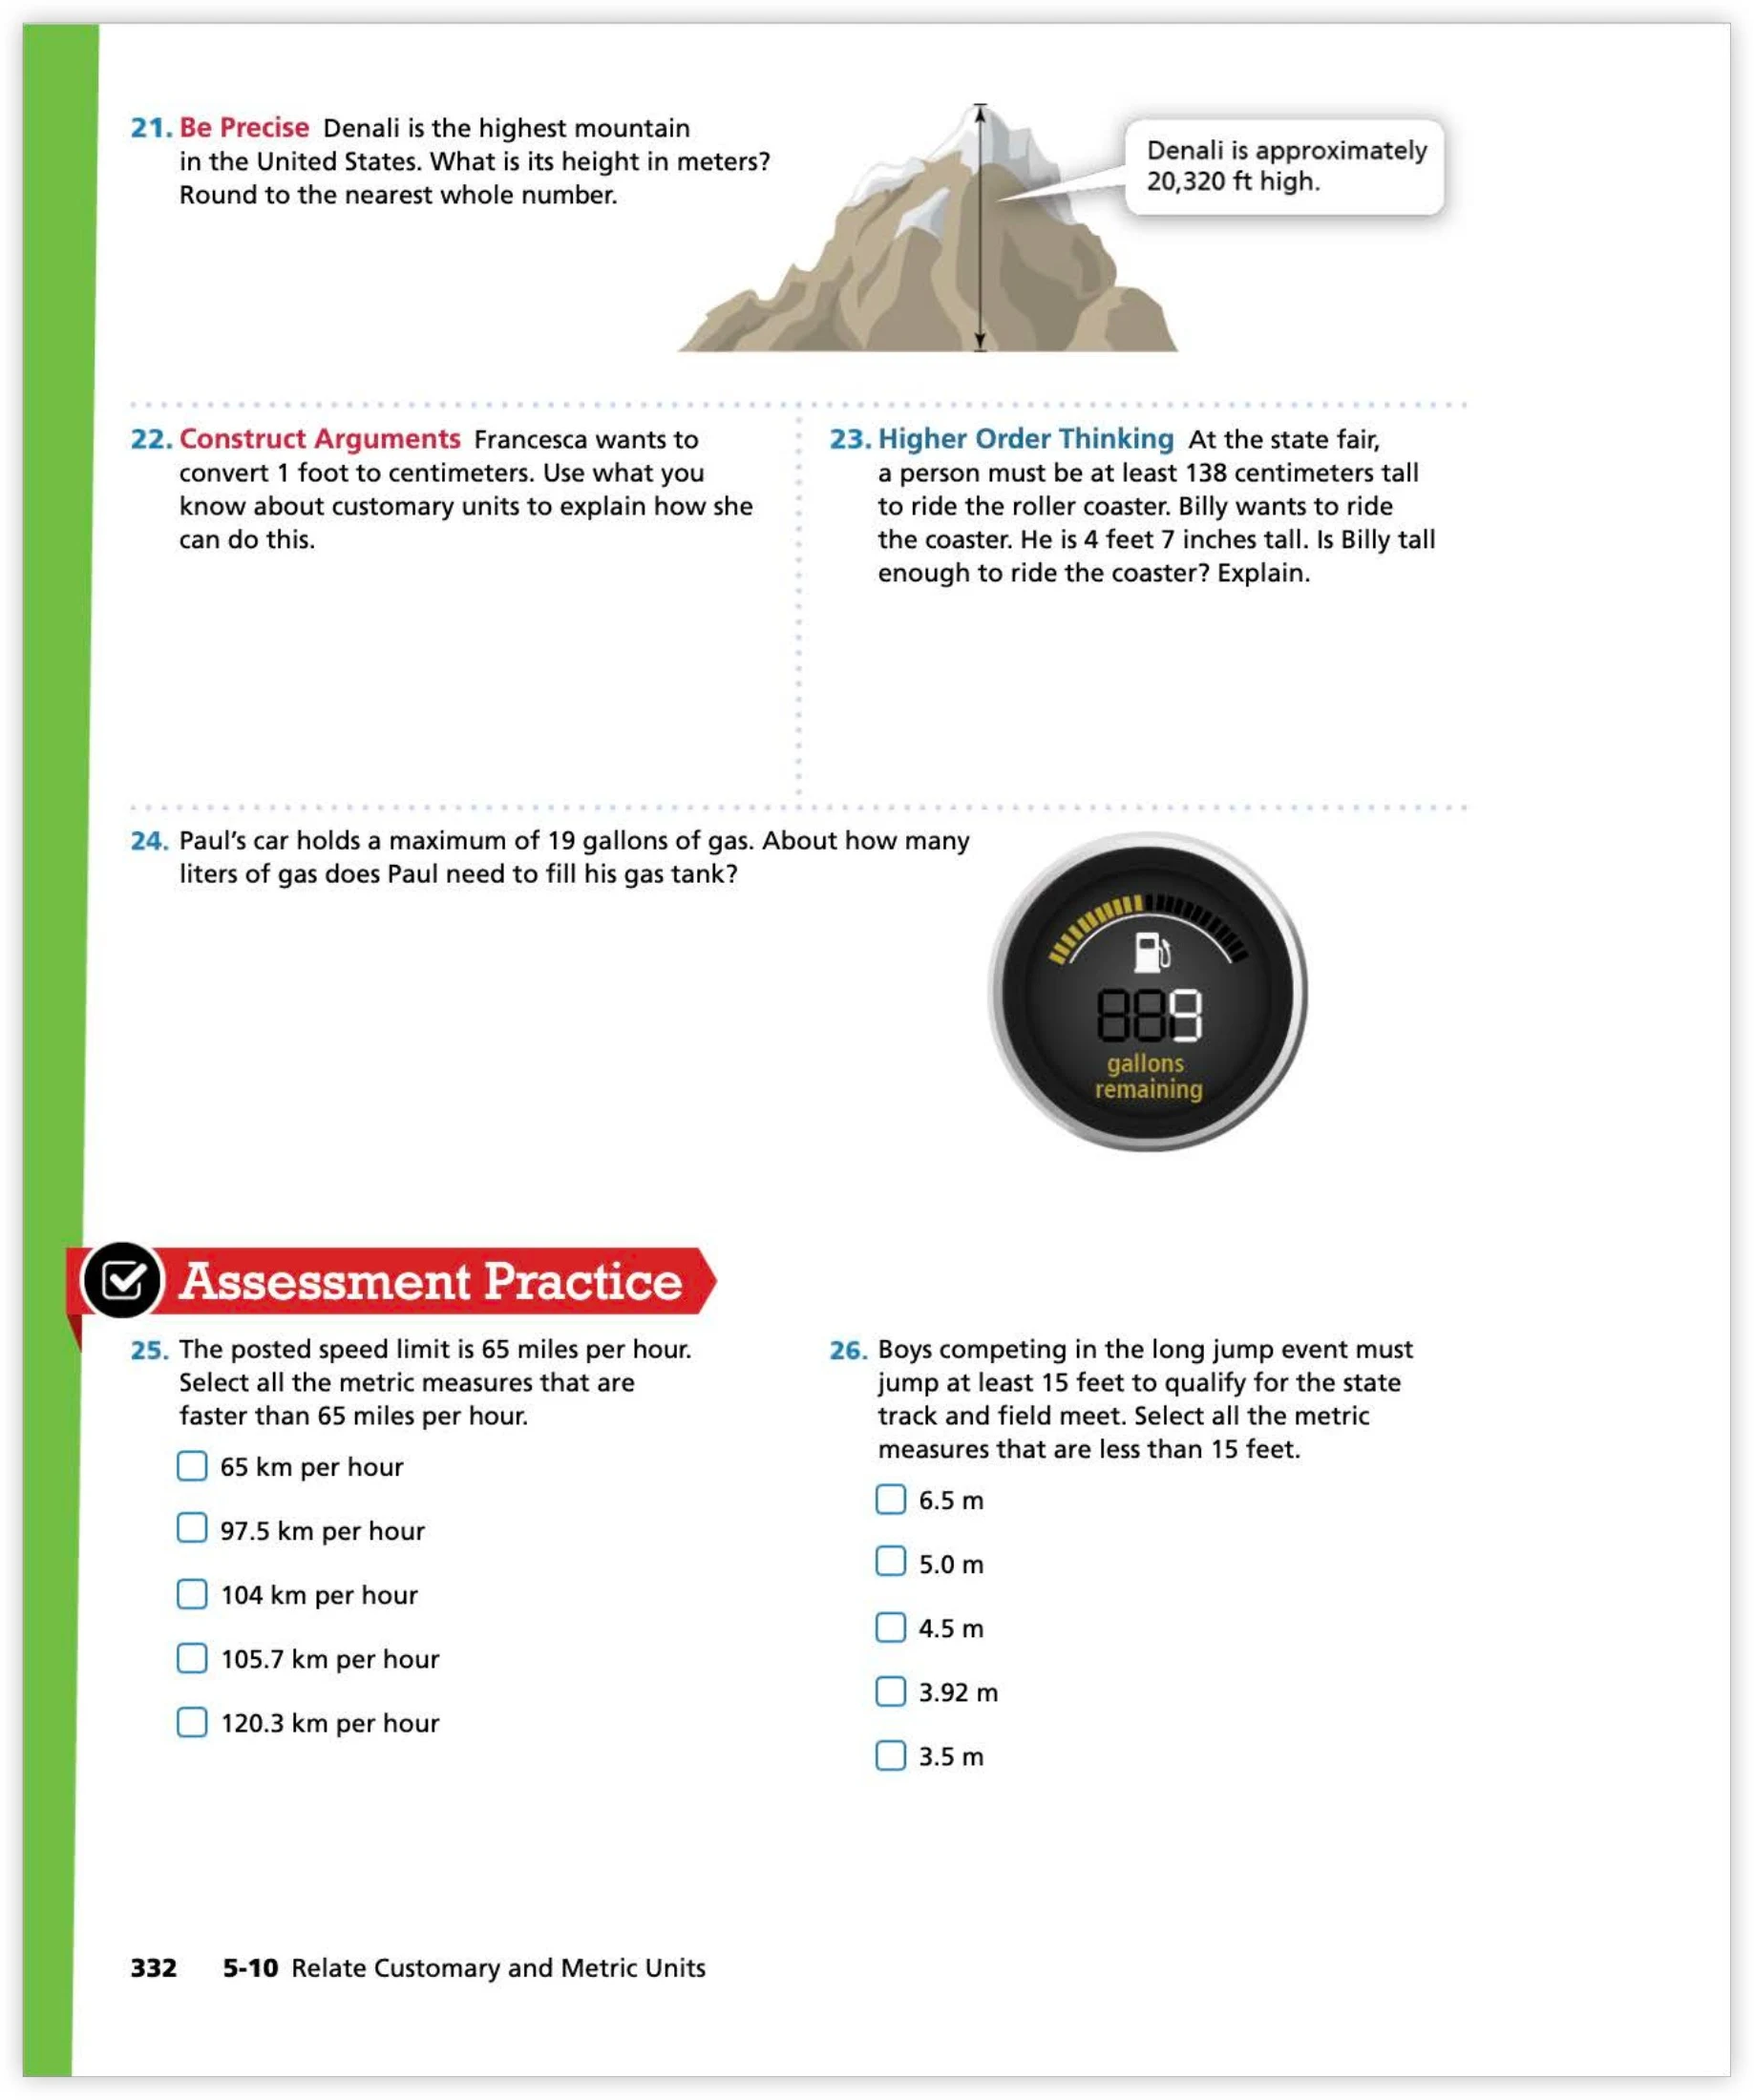 21. Be Precise Denali is the highest mountain
in the United States. What is its height in meters?
Round to the nearest whole number.
Denali is approximately
20,320 ft high.
22. Construct Arguments Francesca wants to
convert 1 foot to centimeters. Use what you
know about customary units to explain how she
can do this.
23. Higher Order Thinking At the state fair,
a person must be at least 138 centimeters tall
to ride the roller coaster. Billy wants to ride
the coaster. He is 4 feet 7 inches tall. Is Billy tall
enough to ride the coaster? Explain.
24. Paul's car holds a maximum of 19 gallons of gas. About how many
liters of gas does Paul need to fill his gas tank?
9
gallons
remaining
Assessment Practice
25. The posted speed limit is 65 miles per hour.
Select all the metric measures that are
faster than 65 miles per hour.
65 km per hour
97.5 km per hour
104 km per hour
105.7 km per hour
120.3 km per hour
26. Boys competing in the long jump event must
jump at least 15 feet to qualify for the state
track and field meet. Select all the metric
measures that are less than 15 feet.
6.5 m
5.0 m
4.5 m
3.92 m
3.5 m
332 5-10 Relate Customary and Metric Units